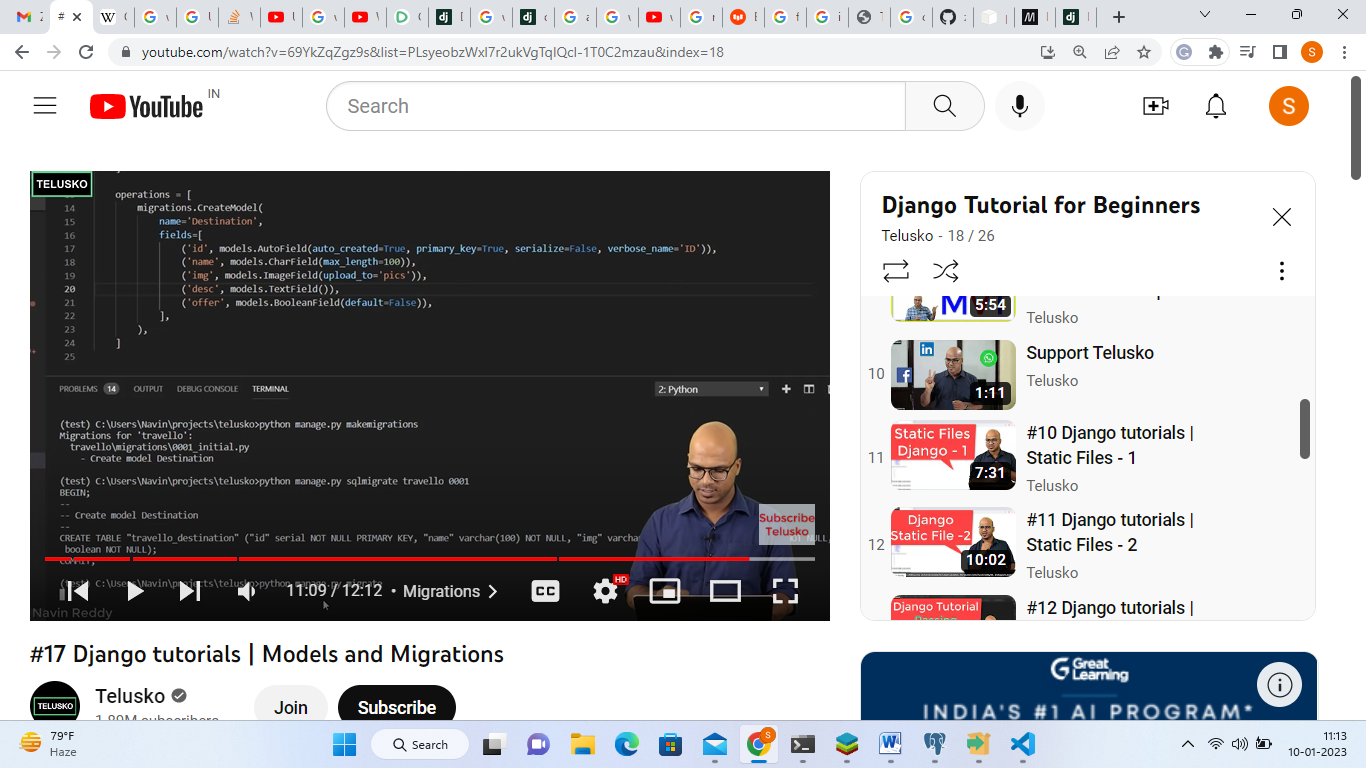 youtube.com/watch?v=69YkZqZgz9s&list=PLsyeobzWxl7r2ukVgTqIQcl-1T0C2mzau&index=18
S
YouTube IN
Search
S
TELUSKO
operations = [
14 migrations.CreateModel(
15 name='Destination',
16 fields=[
17 ('id', models.AutoField(auto_created=True, primary_key=True, serialize=False, verbose_name='ID')),
18 ('name', models.CharField(max_length=100)),
19 ('img', models.ImageField(upload_to='pics')),
20 ('desc', models.TextField()),
21 ('offer', models.BooleanField(default=False)),
22 ],
23 ),
24 ]
25
PROBLEMS 14 OUTPUT DEBUG CONSOLE TERMINAL 2: Python
(test) C:\Users\Navin\projects\telusko>python manage.py makemigrations
Migrations for 'travello':
travello\migrations\0001_initial.py
- Create model Destination
(test) C:\Users\Navin\projects\telusko>python manage.py sqlmigrate travello 0001
BEGIN;
--
-- Create model Destination
--
CREATE TABLE "travello_destination" ("id" serial NOT NULL PRIMARY KEY, "name" varchar(100) NOT NULL, "img" varchar
boolean NOT NULL);
COMMIT;
(test) C:\Users\Navin\projects\telusko>python manage.py migrate
Subscribe
Telusko
11:09 / 12:12 • Migrations
CC
HD
Navin Reddy
#17 Django tutorials | Models and Migrations
TELUSKO
Telusko
1.89M subscribers
Join
Subscribe
Django Tutorial for Beginners
Telusko - 18 / 26
5:54
Telusko
10
1:11
Support Telusko
Telusko
11
Static Files
Django - 1
7:31
#10 Django tutorials |
Static Files - 1
Telusko
12
Django
Static File -2
10:02
#11 Django tutorials |
Static Files - 2
Telusko
Django Tutorial
Passing
#12 Django tutorials |
Great
Learning
INDIA'S #1 AI PROGRAM*
79°F
Haze
Search
11:13
10-01-2023